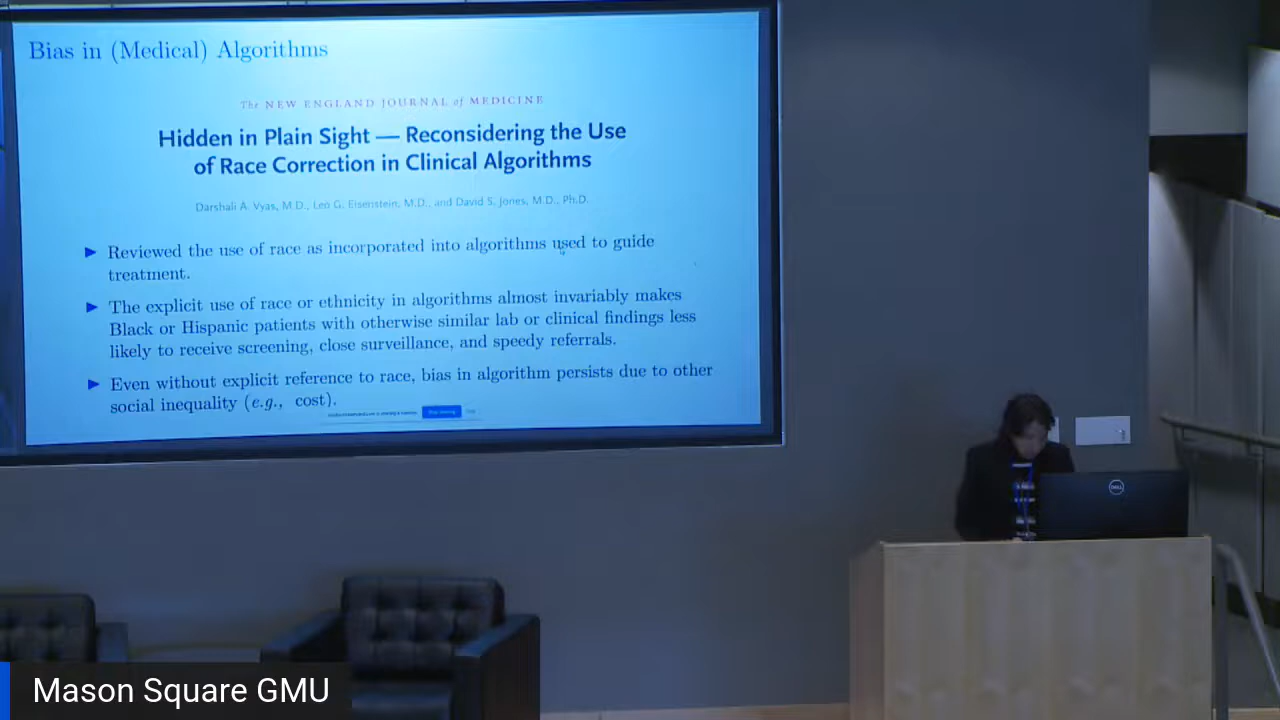 Bias in (Medical) Algorithms
The NEW ENGLAND JOURNAL of MEDICINE
Hidden in Plain Sight — Reconsidering the Use
of Race Correction in Clinical Algorithms
Darshali A. Vyas, M.D., Leo G. Eisenstein, M.D., and David S. Jones, M.D., Ph.D.
Reviewed the use of race as incorporated into algorithms used to guide
treatment.
The explicit use of race or ethnicity in algorithms almost invariably makes
Black or Hispanic patients with otherwise similar lab or clinical findings less
likely to receive screening, close surveillance, and speedy referrals.
Even without explicit reference to race, bias in algorithm persists due to other
social inequality (e.g., cost).
DELL
Mason Square GMU